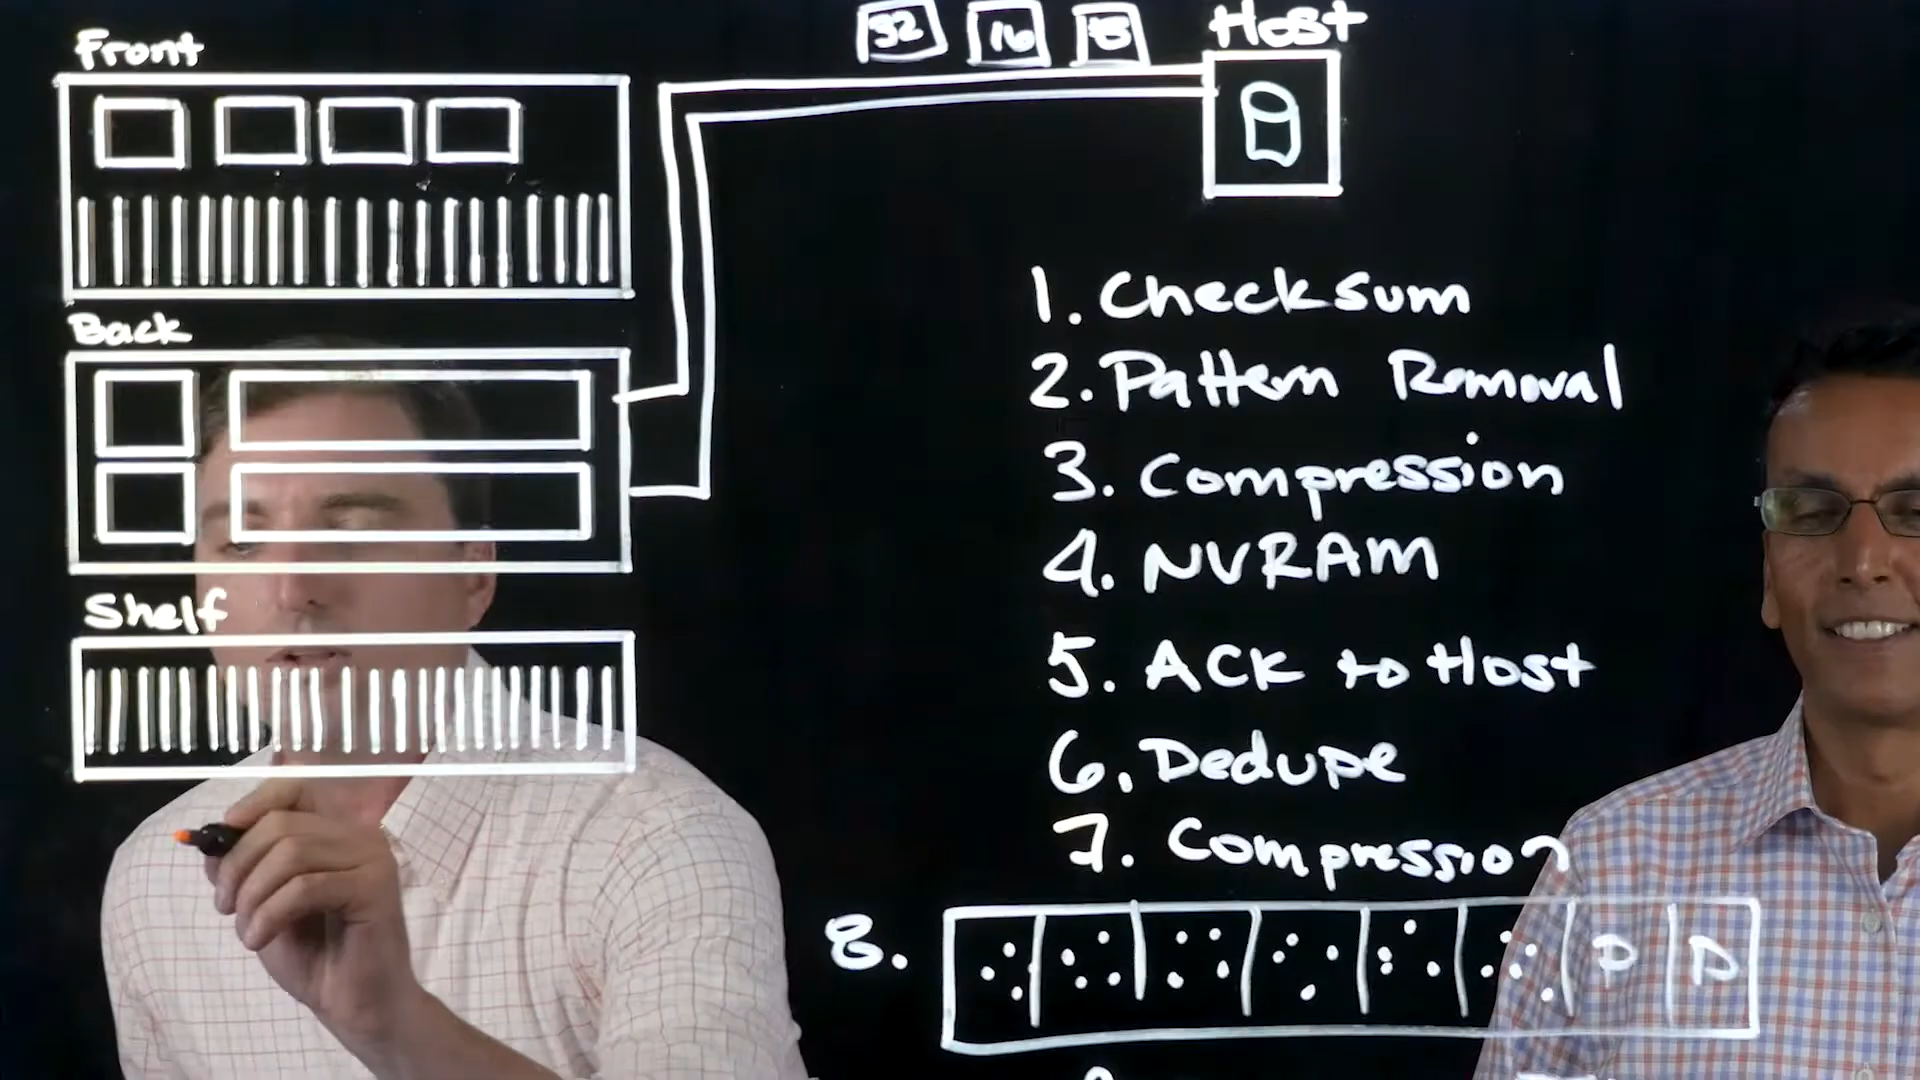 Front
32 16 8
Host
Back
Shelf
1. Checksum
2. Pattern Removal
3. Compression
4. NVRAM
5. ACK to Host
6. Dedupe
7. Compression
8.
P P